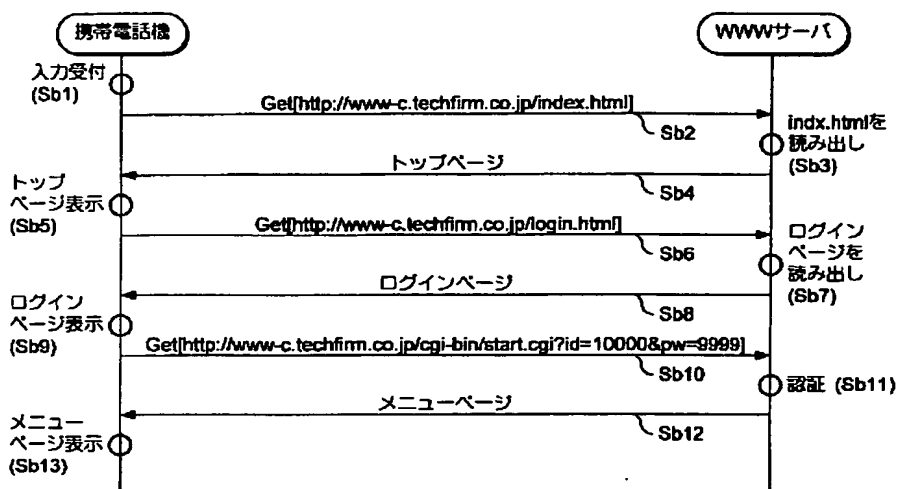 携帯電話機
WWWサーバ
入力受付
(Sb1)
Get[http://www-c.techfirm.co.jp/index.html]
Sb2
indx.htmlを
読み出し
(Sb3)
トップページ
Sb4
トップ
ページ表示
(Sb5)
Get[http://www-c.techfirm.co.jp/login.html]
Sb6
ログイン
ページを
読み出し
(Sb7)
ログインページ
Sb8
ログイン
ページ表示
(Sb9)
Get[http://www-c.techfirm.co.jp/cgi-bin/start.cgi?id=10000&pw=9999]
Sb10
認証 (Sb11)
メニューページ
Sb12
メニュー
ページ表示
(Sb13)